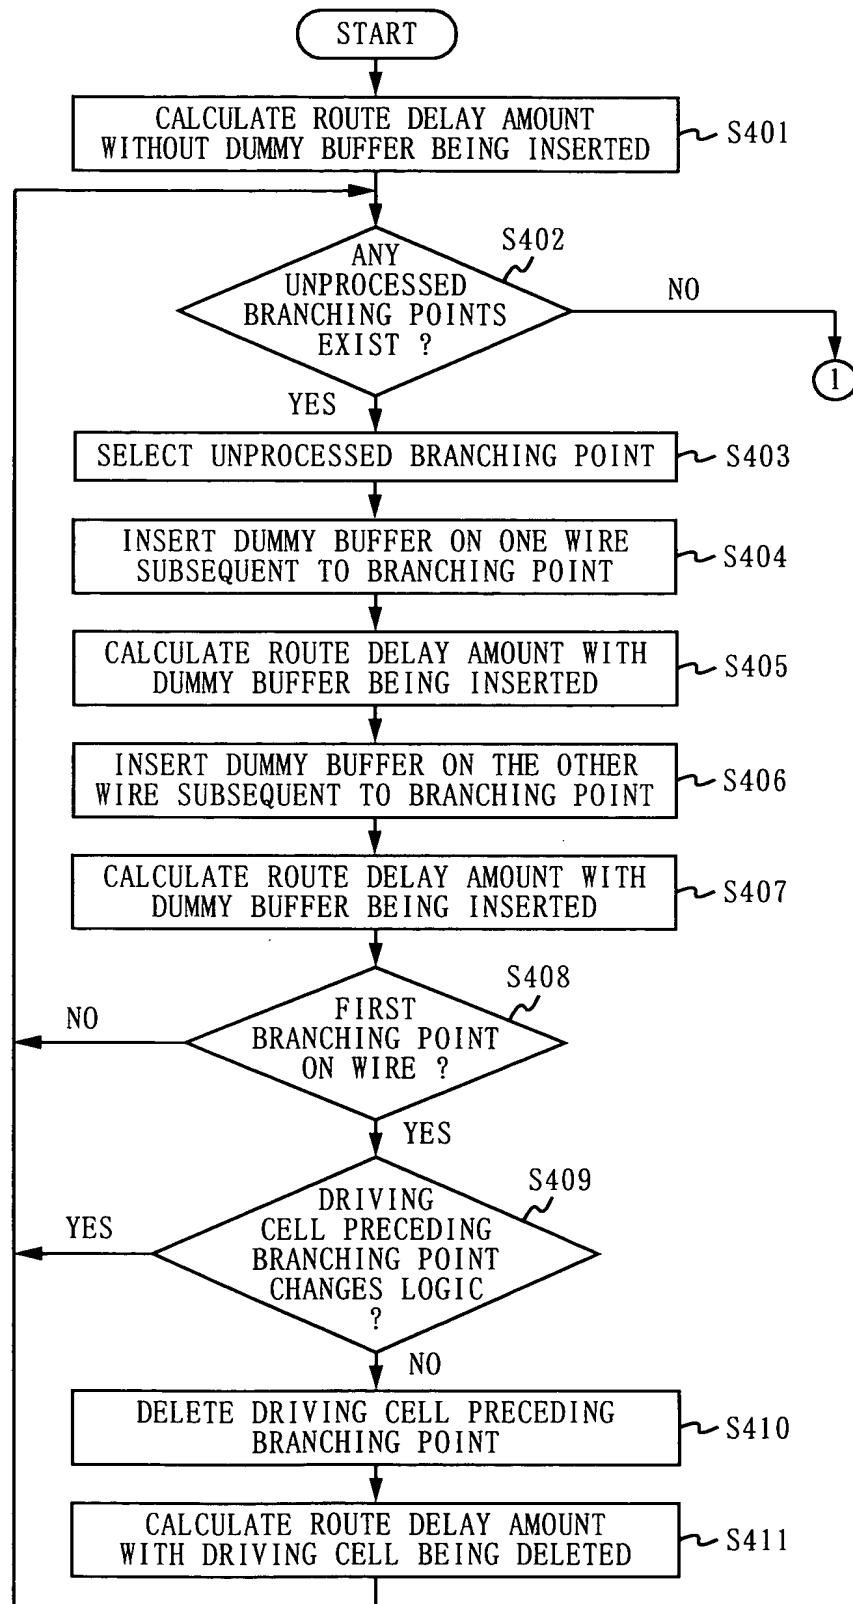 START
CALCULATE ROUTE DELAY AMOUNT
WITHOUT DUMMY BUFFER BEING INSERTED
S401
ANY
UNPROCESSED
BRANCHING POINTS
EXIST ?
S402
NO
1
YES
SELECT UNPROCESSED BRANCHING POINT
S403
INSERT DUMMY BUFFER ON ONE WIRE
SUBSEQUENT TO BRANCHING POINT
S404
CALCULATE ROUTE DELAY AMOUNT WITH
DUMMY BUFFER BEING INSERTED
S405
INSERT DUMMY BUFFER ON THE OTHER
WIRE SUBSEQUENT TO BRANCHING POINT
S406
CALCULATE ROUTE DELAY AMOUNT WITH
DUMMY BUFFER BEING INSERTED
S407
FIRST
BRANCHING POINT
ON WIRE ?
S408
NO
YES
DRIVING
CELL PRECEDING
BRANCHING POINT
CHANGES LOGIC
?
S409
YES
NO
DELETE DRIVING CELL PRECEDING
BRANCHING POINT
S410
CALCULATE ROUTE DELAY AMOUNT
WITH DRIVING CELL BEING DELETED
S411